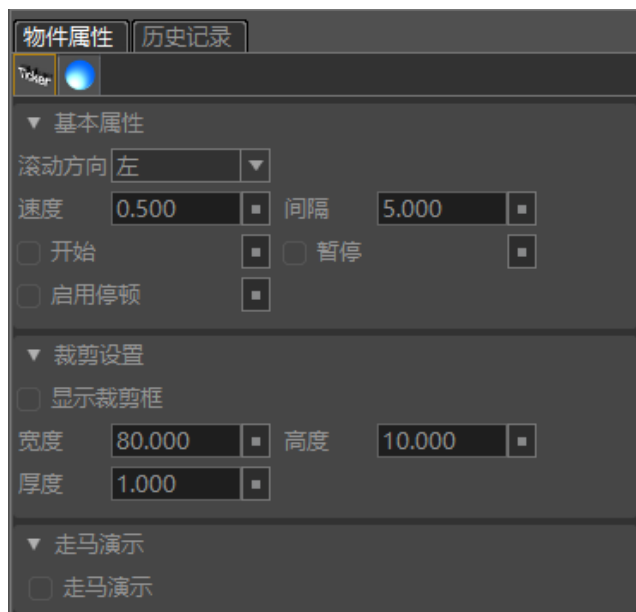 物件属性 历史记录
Ticker
基本属性
滚动方向 左
速度 0.500 间隔 5.000
开始 暂停
启用停顿
裁剪设置
显示裁剪框
宽度 80.000 高度 10.000
厚度 1.000
走马演示
走马演示